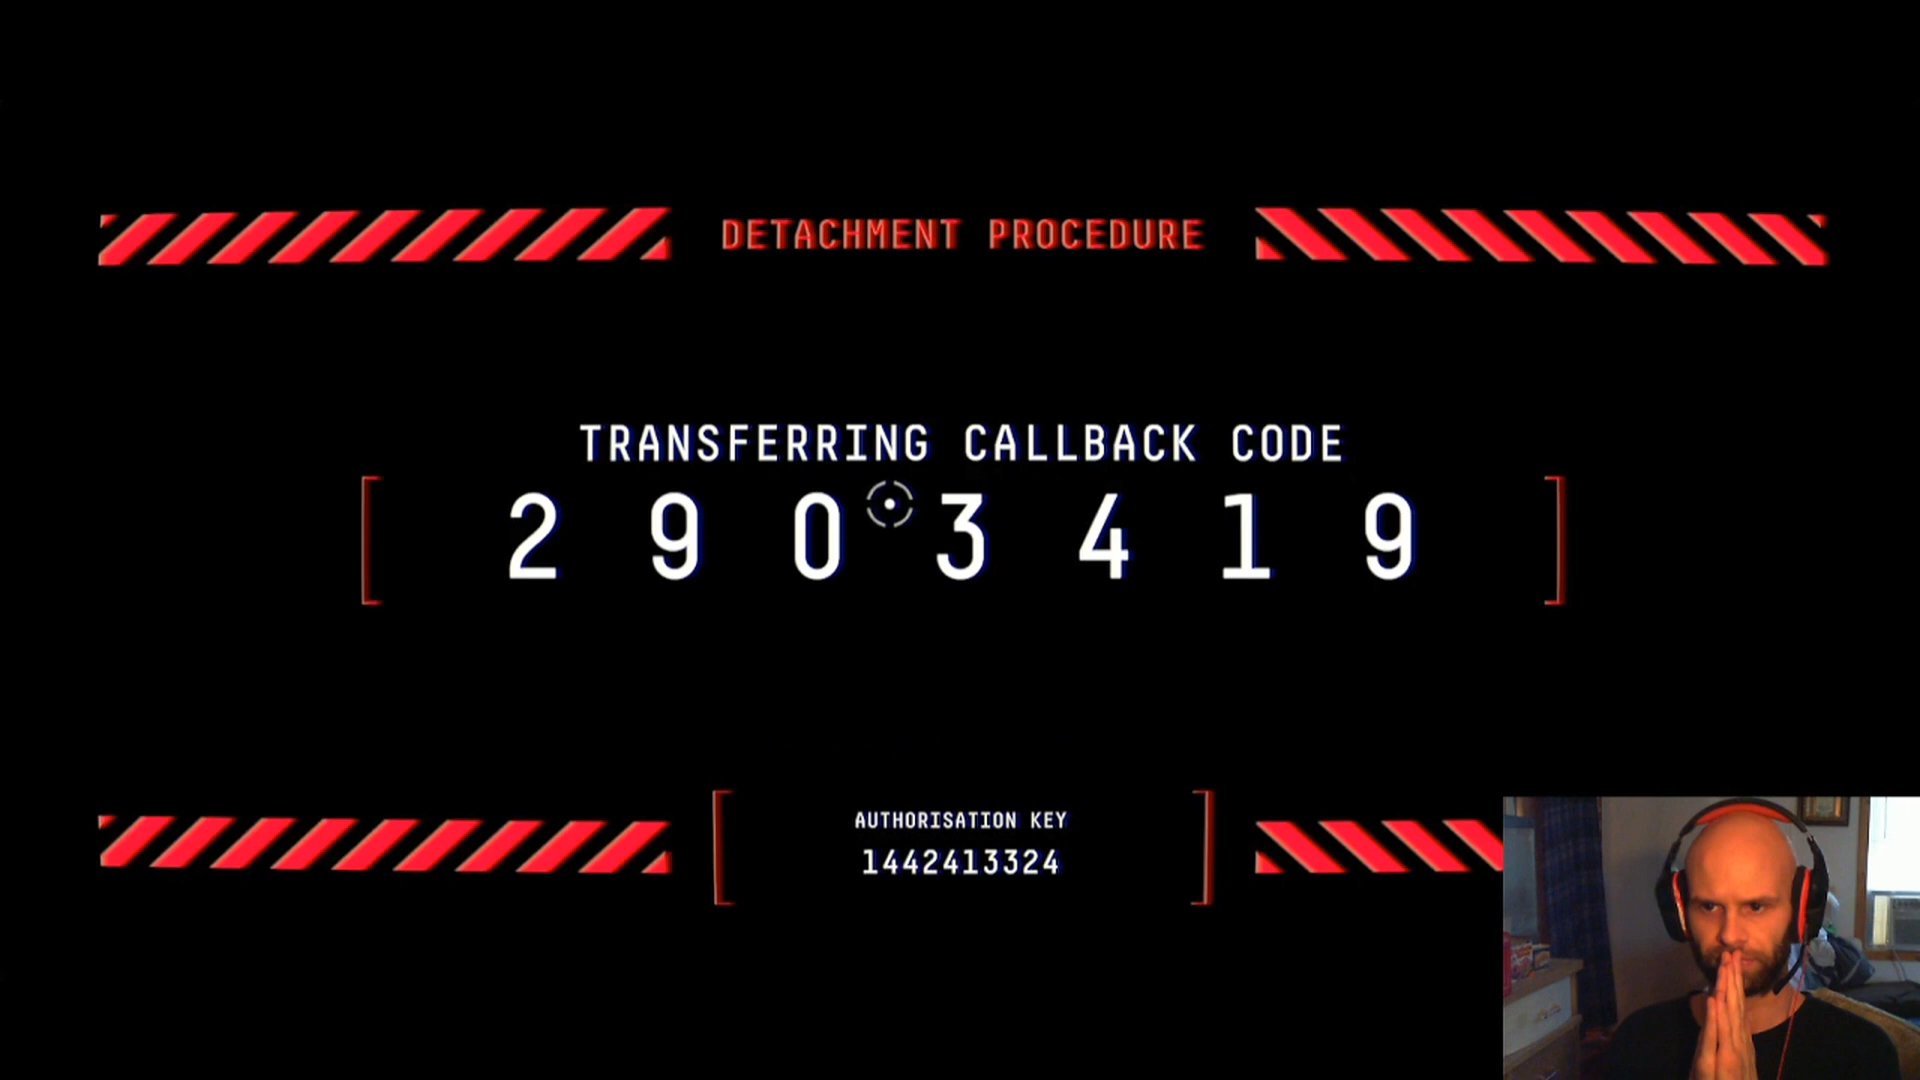 DETACHMENT PROCEDURE
TRANSFERRING CALLBACK CODE
2 9 0 3 4 1 9
AUTHORISATION KEY
1442413324